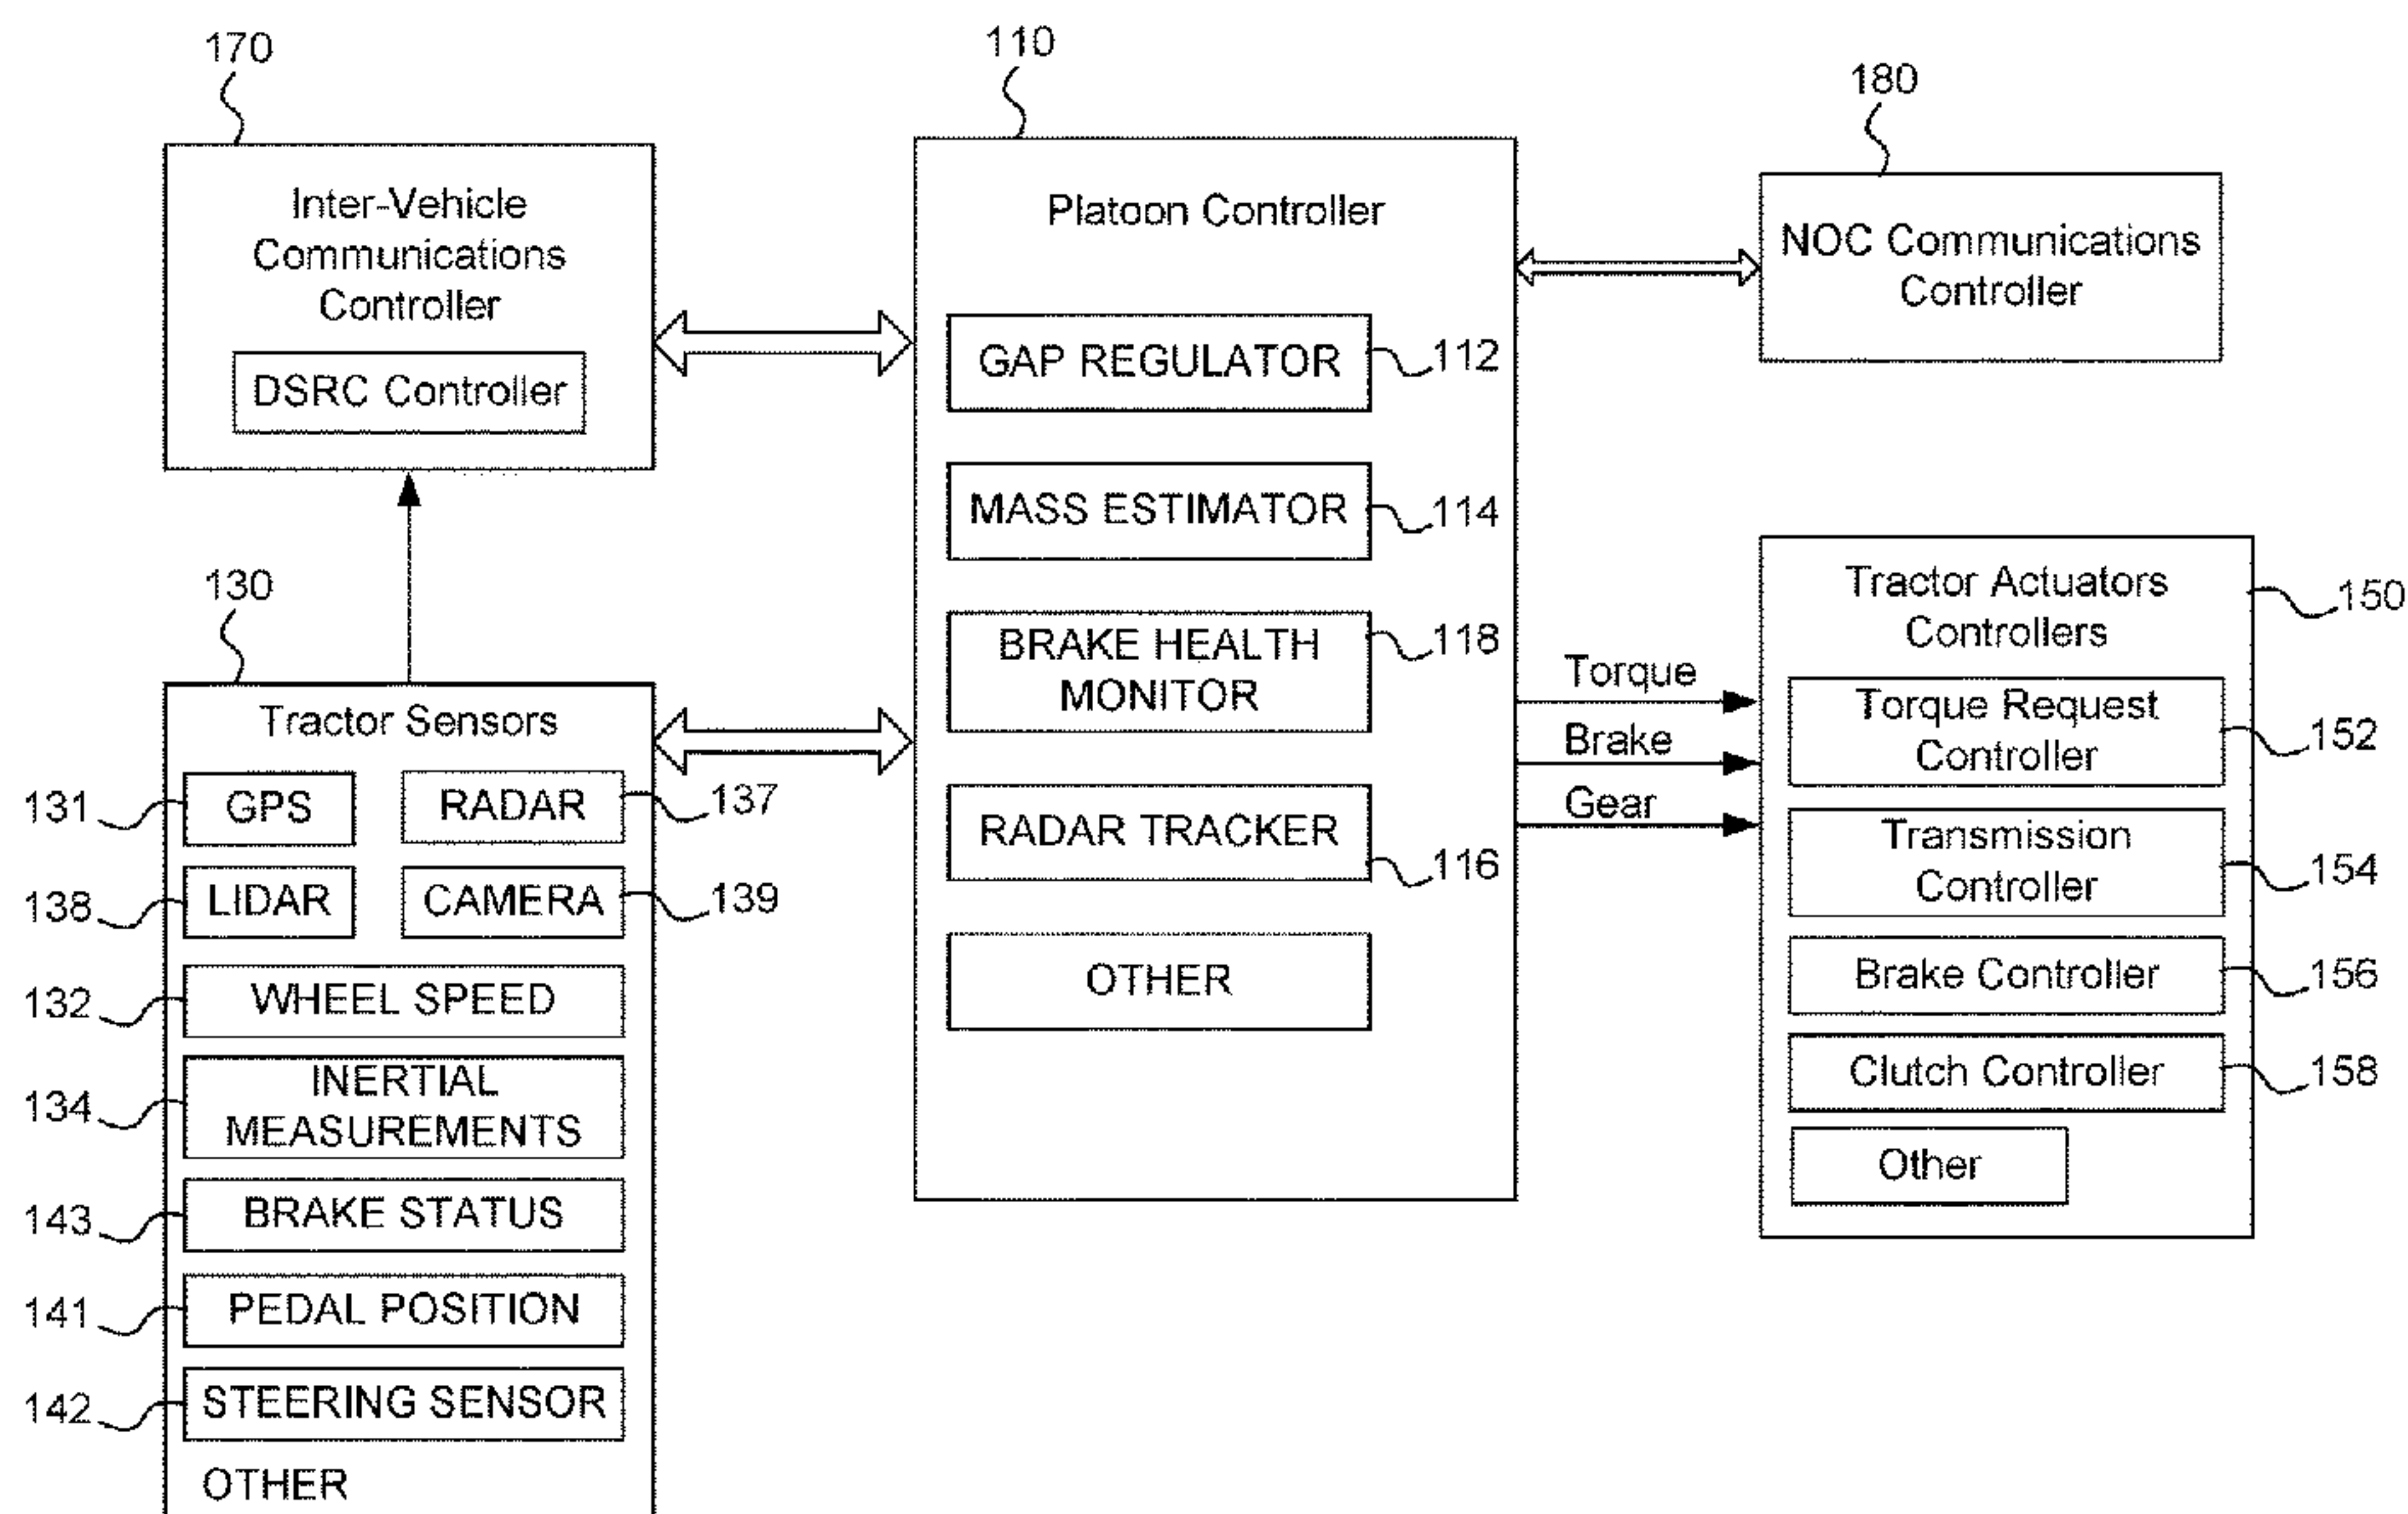 170
110
180
Inter-Vehicle
Communications
Controller
DSRC Controller
Platoon Controller
NOC Communications
Controller
GAP REGULATOR
112
MASS ESTIMATOR
114
BRAKE HEALTH
MONITOR
118
RADAR TRACKER
116
OTHER
130
Tractor Sensors
131
GPS
RADAR
137
138
LIDAR
CAMERA
139
132
WHEEL SPEED
134
INERTIAL
MEASUREMENTS
143
BRAKE STATUS
141
PEDAL POSITION
142
STEERING SENSOR
OTHER
Torque
Brake
Gear
Tractor Actuators
Controllers
150
Torque Request
Controller
152
Transmission
Controller
154
Brake Controller
156
Clutch Controller
158
Other